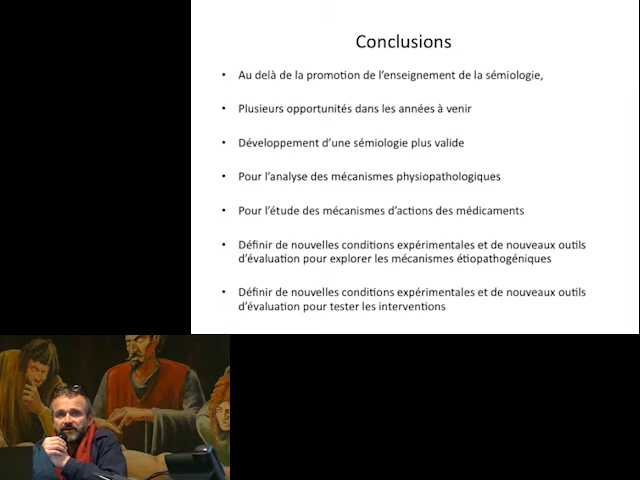 Conclusions
• Au delà de la promotion de l'enseignement de la sémiologie,
• Plusieurs opportunités dans les années à venir
• Développement d'une sémiologie plus valide
• Pour l'analyse des mécanismes physiopathologiques
• Pour l'étude des mécanismes d'actions des médicaments
• Définir de nouvelles conditions expérimentales et de nouveaux outils
d'évaluation pour explorer les mécanismes étiopathogéniques
• Définir de nouvelles conditions expérimentales et de nouveaux outils
d'évaluation pour tester les interventions